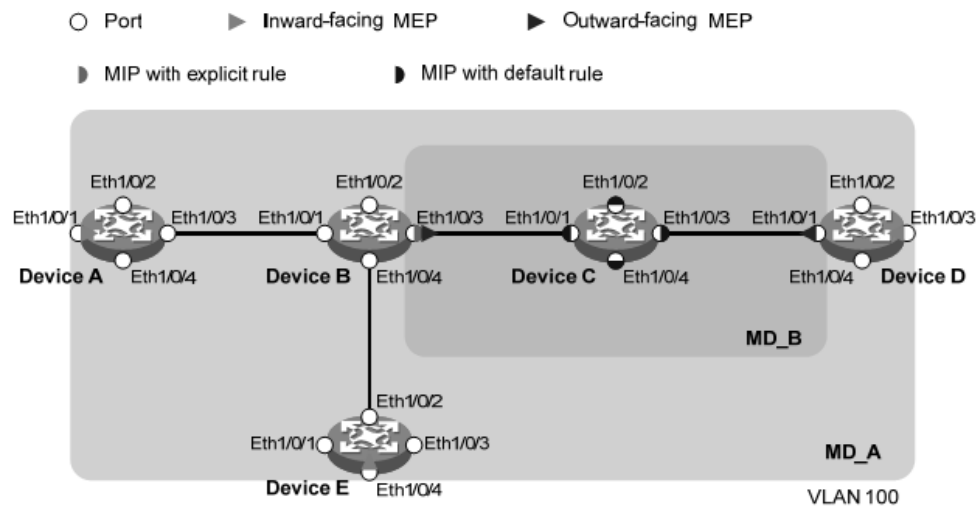 Port
Inward-facing MEP
Outward-facing MEP
MIP with explicit rule
MIP with default rule
Eth1/0/2
Eth1/0/2
Eth1/0/2
Eth1/0/2
Eth1/0/1
Eth1/0/3
Eth1/0/1
Eth1/0/3
Eth1/0/1
Eth1/0/3
Eth1/0/1
Eth1/0/3
Device A
Eth1/0/4
Device B
Eth1/0/4
Device C
Eth1/0/4
Eth1/0/4
Device D
MD_B
Eth1/0/2
Eth1/0/1
Eth1/0/3
MD_A
Device E
Eth1/0/4
VLAN 100